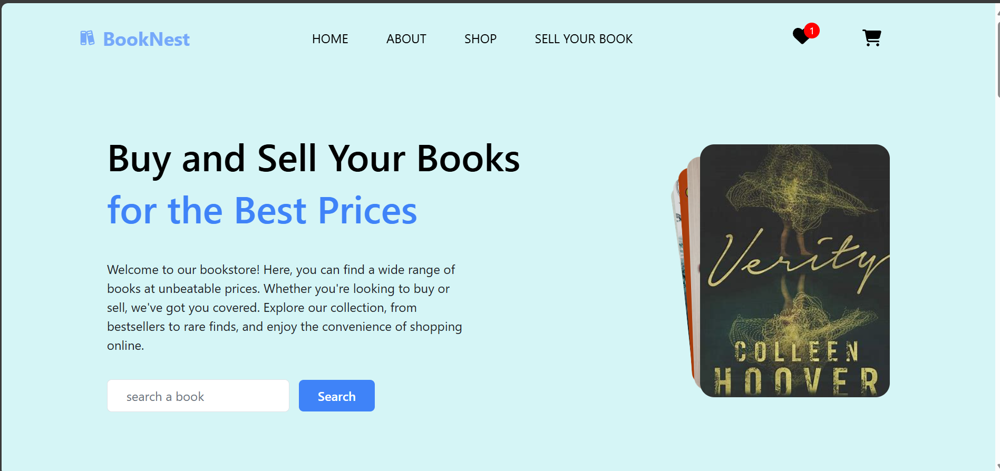 BookNest
HOME
ABOUT
SHOP
SELL YOUR BOOK
1
Buy and Sell Your Books
for the Best Prices
Welcome to our bookstore! Here, you can find a wide range of
books at unbeatable prices. Whether you're looking to buy or
sell, we've got you covered. Explore our collection, from
bestsellers to rare finds, and enjoy the convenience of shopping
online.
search a book
Search
Verity
COLLEEN
HOOVER